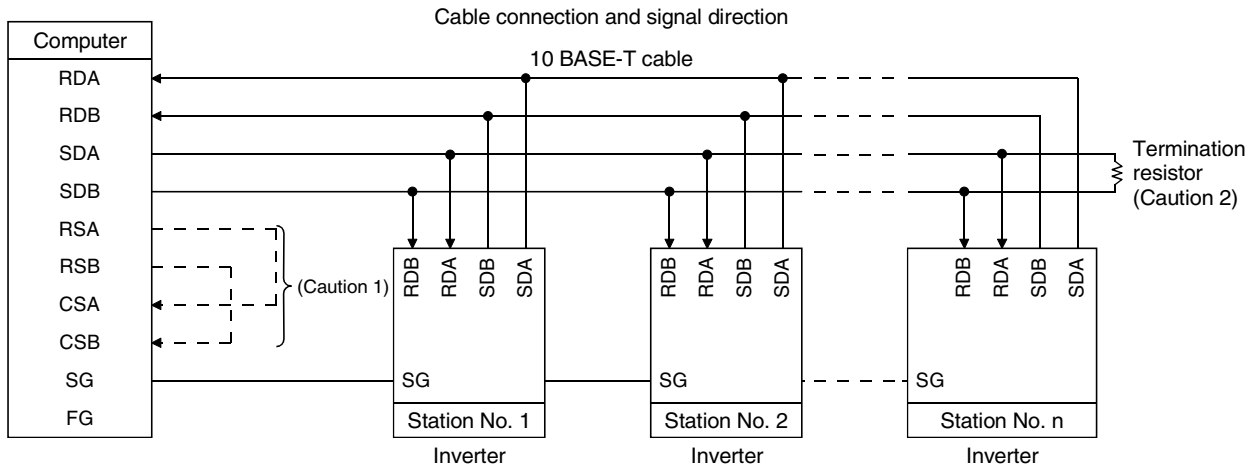 Cable connection and signal direction
10 BASE-T cable
Computer
RDA
RDB
SDA
SDB
RSA
RSB
CSA
CSB
SG
FG
(Caution 1)
RDB
RDA
SDB
SDA
SG
Station No. 1
Inverter
RDB
RDA
SDB
SDA
SG
Station No. 2
Inverter
RDB
RDA
SDB
SDA
SG
Station No. n
Inverter
Termination
resistor
(Caution 2)